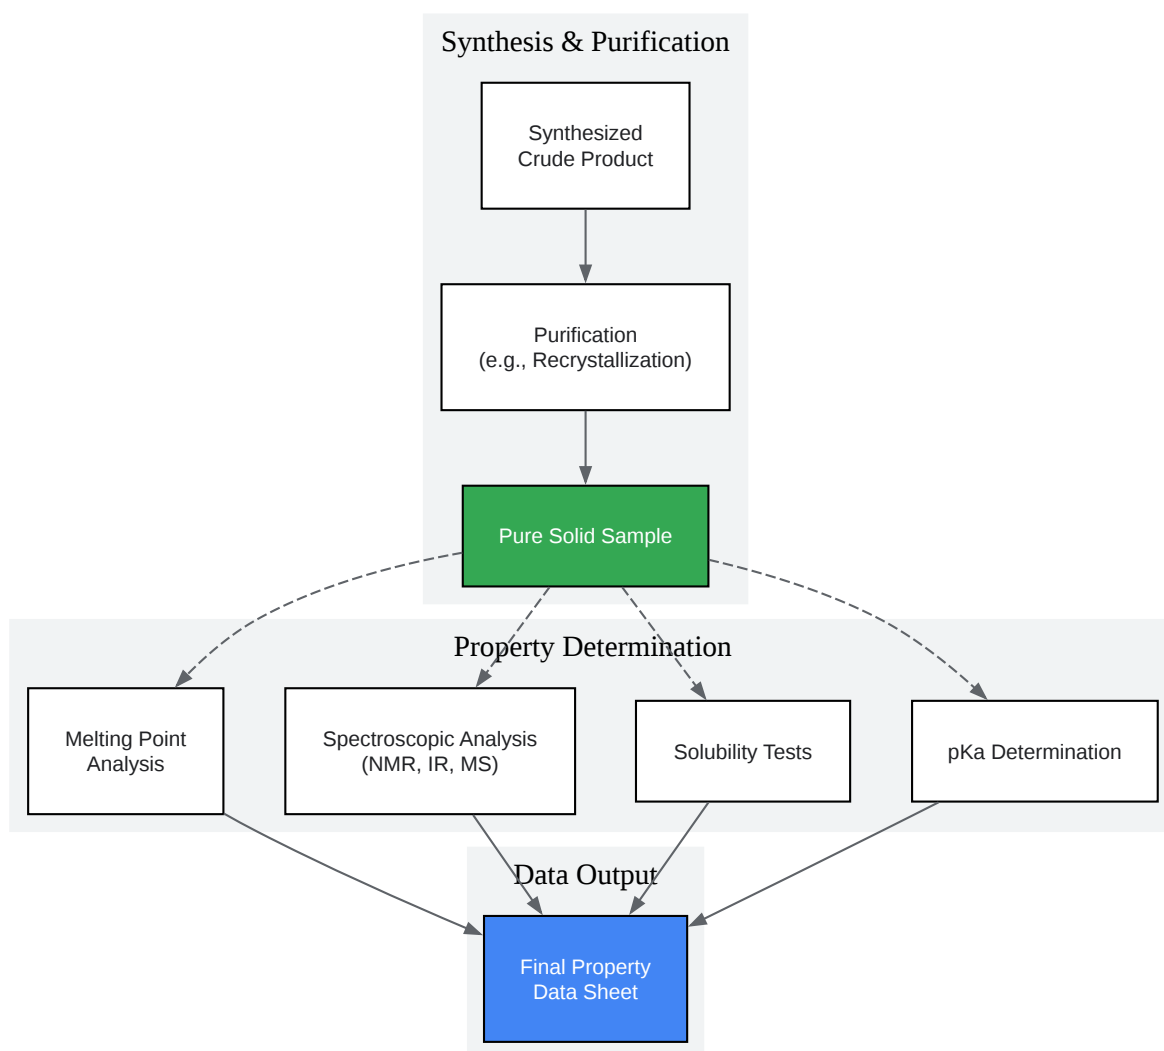 Synthesis & Purification
Synthesized
Crude Product
Purification
(e.g., Recrystallization)
Pure Solid Sample
Property Determination
Melting Point
Analysis
Spectroscopic Analysis
(NMR, IR, MS)
Solubility Tests
pKa Determination
Data Output
Final Property
Data Sheet